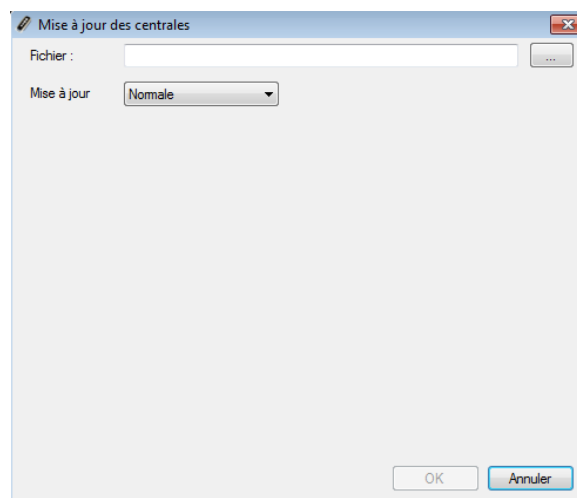 Mise à jour des centrales
Fichier :
...
Mise à jour Normale
OK Annuler